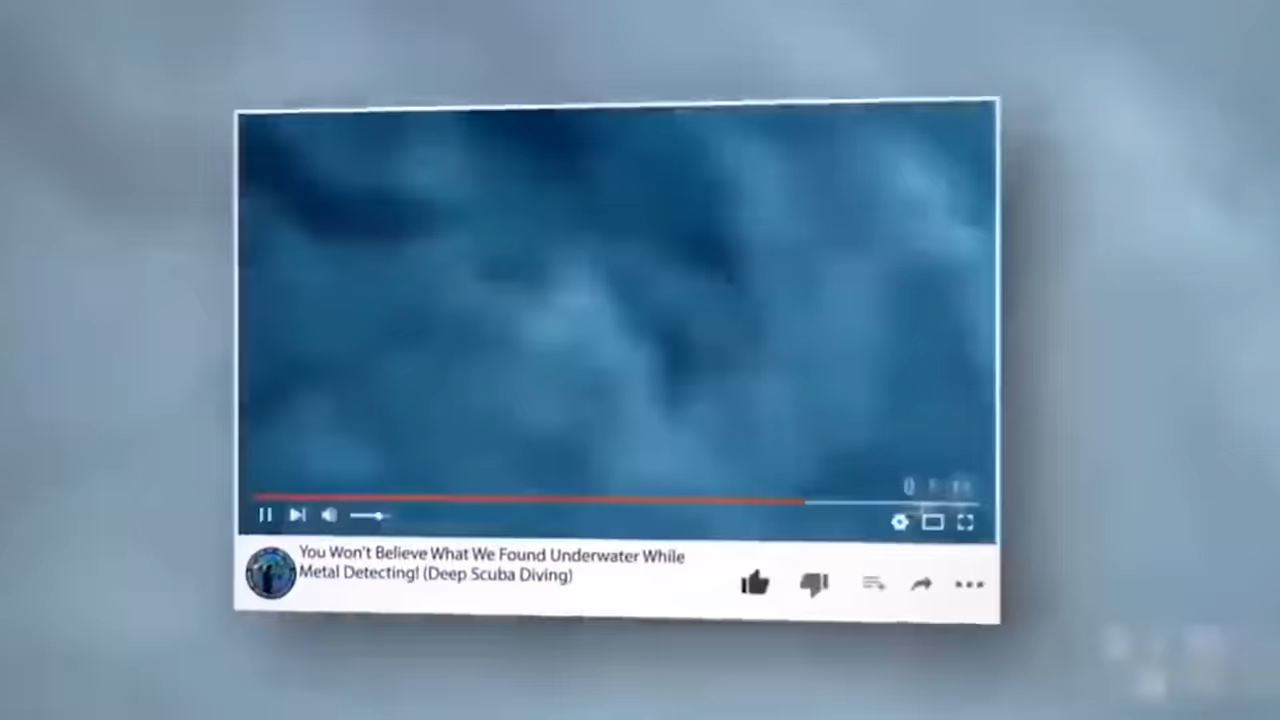 You Won't Believe What We Found Underwater While
Metal Detecting! (Deep Scuba Diving)